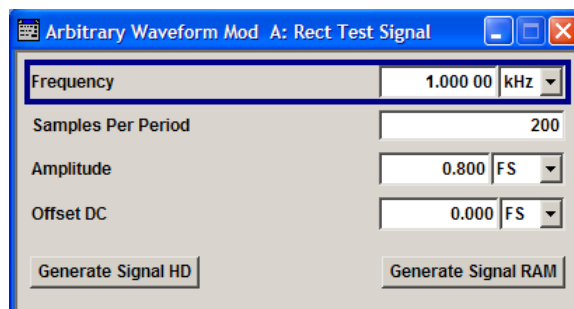 Arbitrary Waveform Mod A: Rect Test Signal
Frequency 1.000 00 kHz
Samples Per Period 200
Amplitude 0.800 FS
Offset DC 0.000 FS
Generate Signal HD Generate Signal RAM